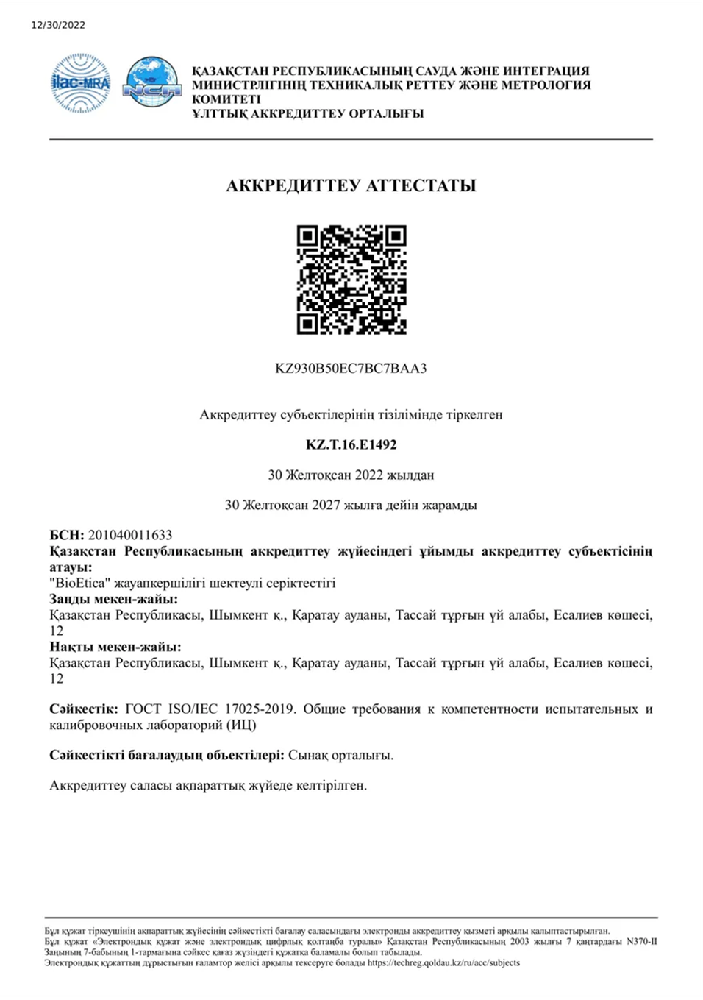 12/30/2022
ilac-MRA
NCA
ҚАЗАҚСТАН РЕСПУБЛИКАСЫНЫҢ САУДА ЖӘНЕ ИНТЕГРАЦИЯ
МИНИСТРЛІГІНІҢ ТЕХНИКАЛЫҚ РЕТТЕУ ЖӘНЕ МЕТРОЛОГИЯ
КОМИТЕТІ
ҰЛТТЫҚ АККРЕДИТТЕУ ОРТАЛЫҒЫ
АККРЕДИТТЕУ АТТЕСТАТЫ
KZ930B50EC7BC7BAA3
Аккредиттеу субъектілерінің тізілімінде тіркелген
KZ.T.16.E1492
30 Желтоқсан 2022 жылдан
30 Желтоқсан 2027 жылға дейін жарамды
БСН: 201040011633
Қазақстан Республикасының аккредиттеу жүйесіндегі ұйымды аккредиттеу субъектісінің
атауы:
"BioEtica" жауапкершілігі шектеулі серіктестігі
Заңды мекен-жайы:
Қазақстан Республикасы, Шымкент қ., Қаратау ауданы, Тассай тұрғын үй алабы, Есалиев көшесі,
12
Нақты мекен-жайы:
Қазақстан Республикасы, Шымкент қ., Қаратау ауданы, Тассай тұрғын үй алабы, Есалиев көшесі,
12
Сәйкестік: ГОСТ ISO/IEC 17025-2019. Общие требования к компетентности испытательных и
калибровочных лабораторий (ИЦ)
Сәйкестікті бағалаудың объектілері: Сынақ орталығы.
Аккредиттеу саласы ақпараттық жүйеде келтірілген.
Бұл құжат тіркеушінің ақпараттық жүйесінің сәйкестікті бағалау саласындағы электронды аккредиттеу қызметі арқылы қалыптастырылған.
Бұл құжат «Электрондық құжат және электрондық цифрлық қолтаңба туралы» Қазақстан Республикасының 2003 жылғы 7 қаңтардағы N370-II
Заңының 7-бабының 1-тармағына сәйкес қағаз жүзіндегі құжатқа баламалы болып табылады.
Электрондық құжаттың дұрыстығын ғаламтор желісі арқылы тексеруге болады https://techreg.qoldau.kz/ru/acc/subjects